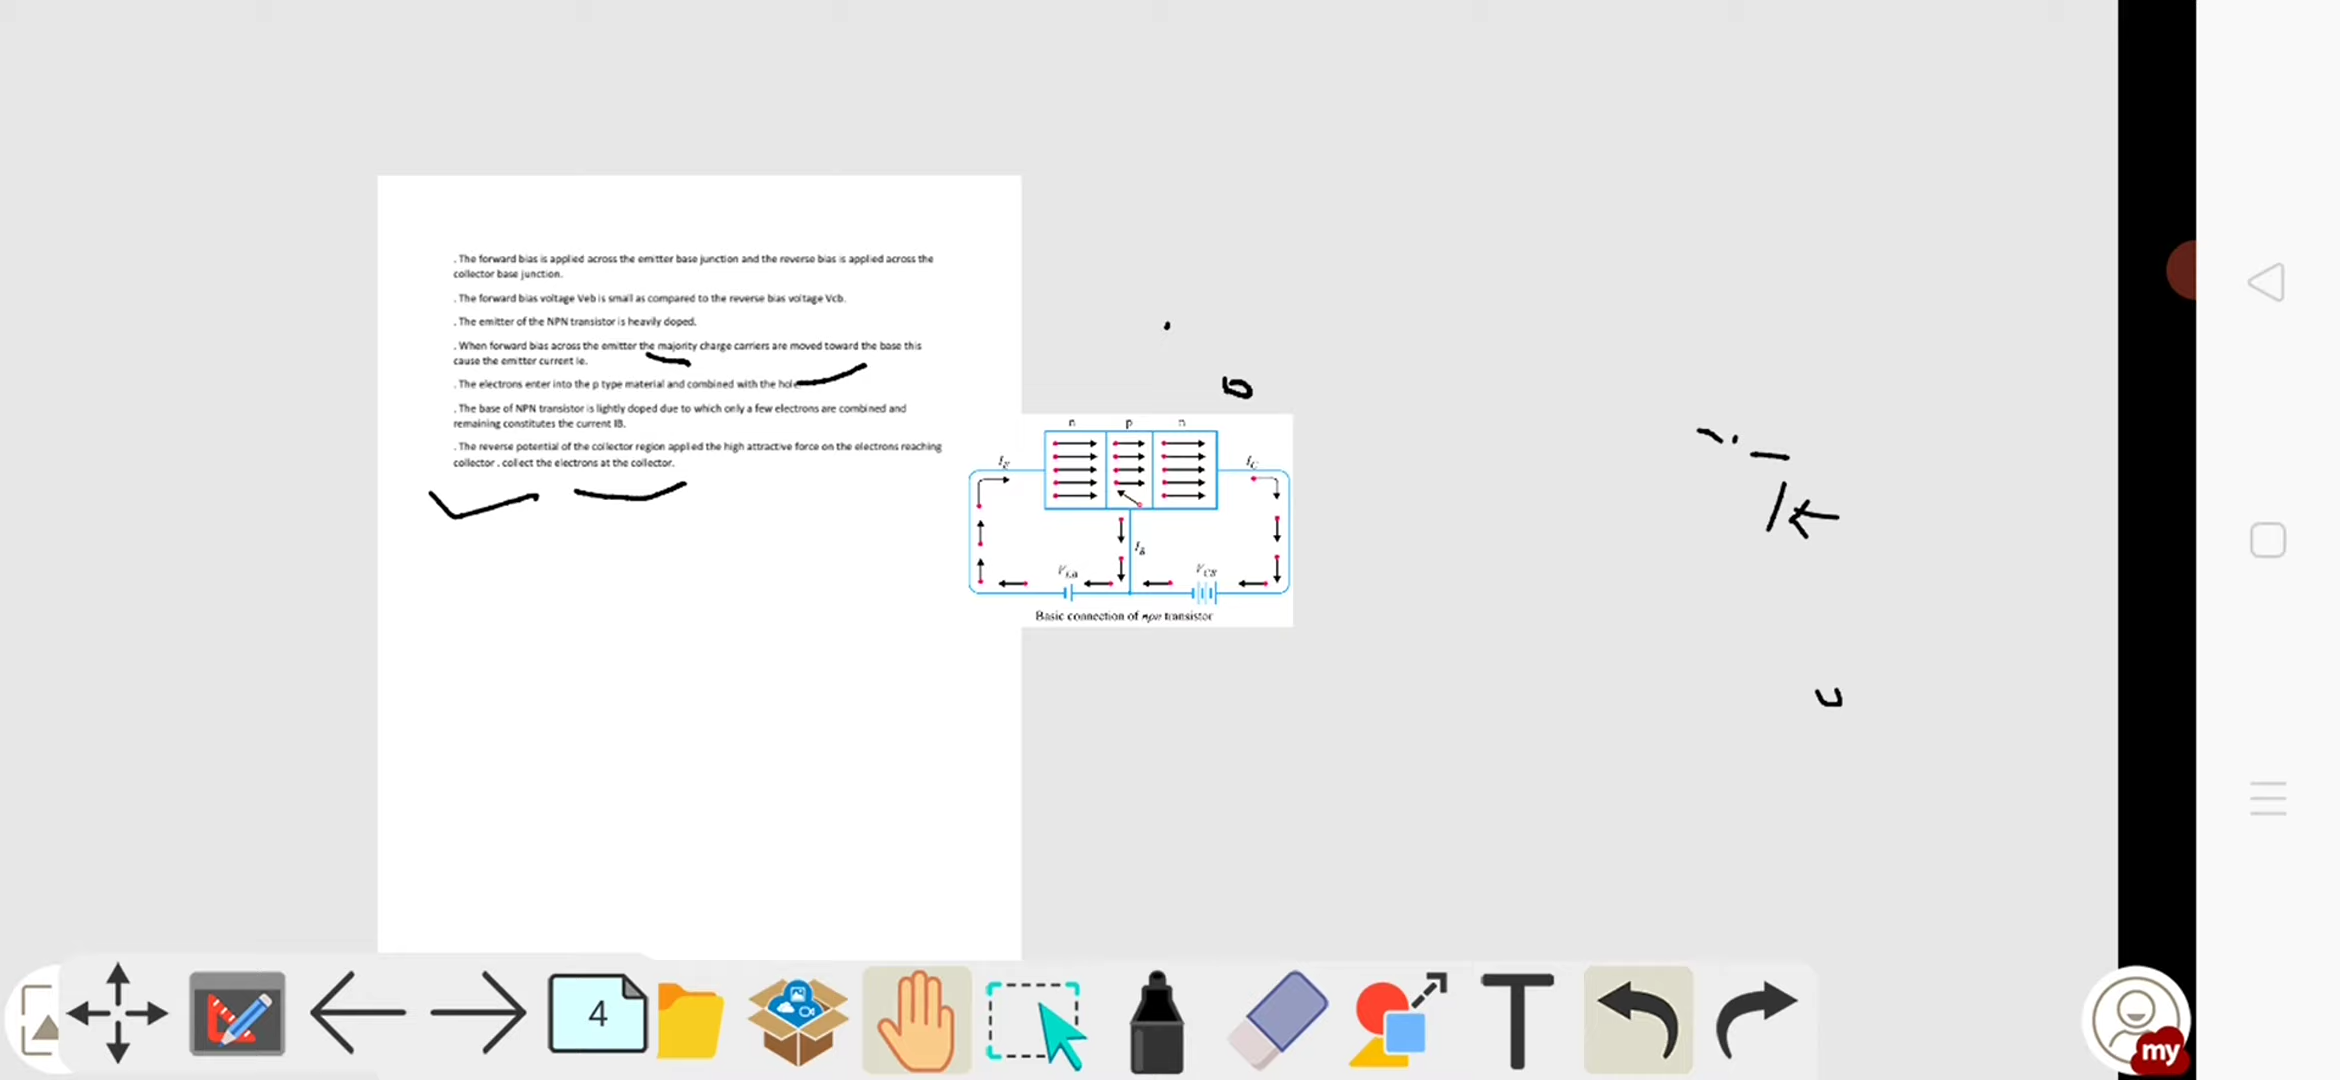 . The forward bias is applied across the emitter base junction and the reverse bias is applied across the
collector base junction.
. The forward bias voltage Veb is small as compared to the reverse bias voltage Vcb.
. The emitter of the NPN transistor is heavily doped.
. When forward bias across the emitter the majority charge carriers are moved toward the base this
cause the emitter current Ie.
. The electrons enter into the p type material and combined with the hole
. The base of NPN transistor is lightly doped due to which only a few electrons are combined and
remaining constitutes the current IB.
. The reverse potential of the collector region applied the high attractive force on the electrons reaching
collector . collect the electrons at the collector.
n p n
IE IC
IB
VEB VCB
Basic connection of npn transistor
4
T
my